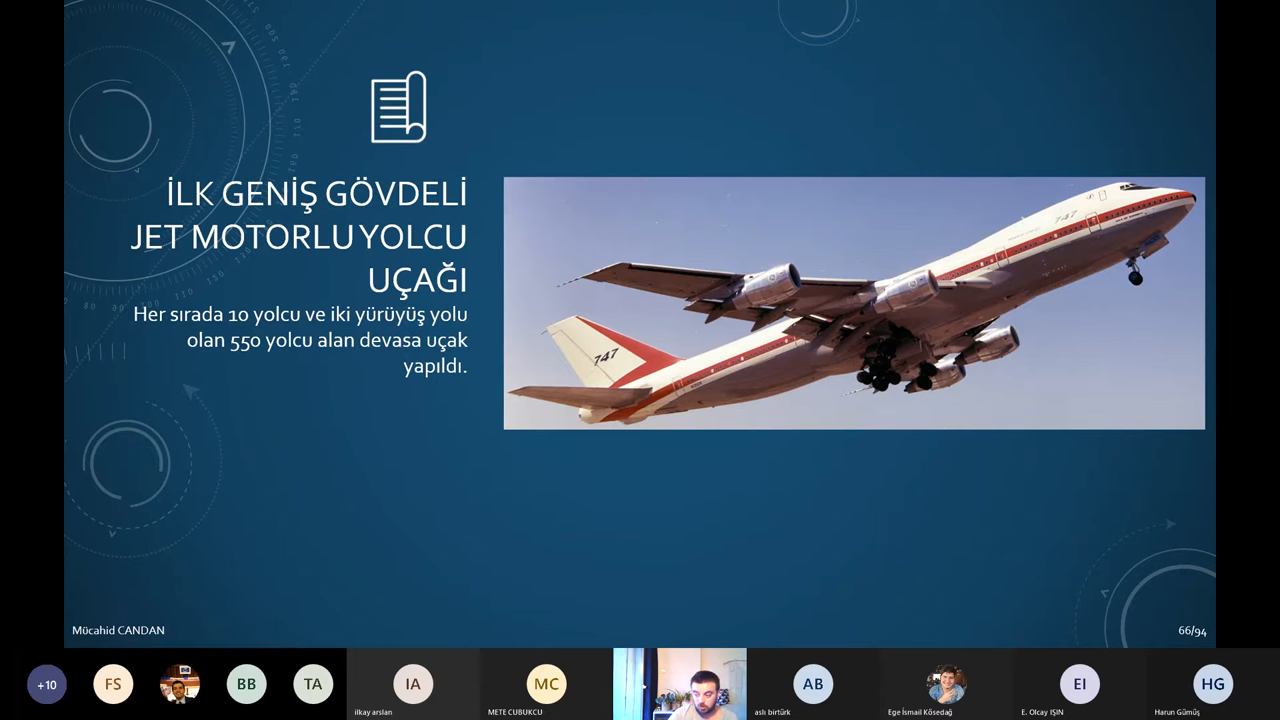 İLK GENİŞ GÖVDELİ
JET MOTORLU YOLCU
UÇAĞI
Her sırada 10 yolcu ve iki yürüyüş yolu
olan 550 yolcu alan devasa uçak
yapıldı.
747
747
Mücahid CANDAN
66/94
+10
FS
BB
TA
IA
MC
AB
EI
HG
ilkay arslan
METE CUBUKCU
aslı birtürk
Ege İsmail Kösedağ
E. Olcay IŞIN
Harun Gümüş